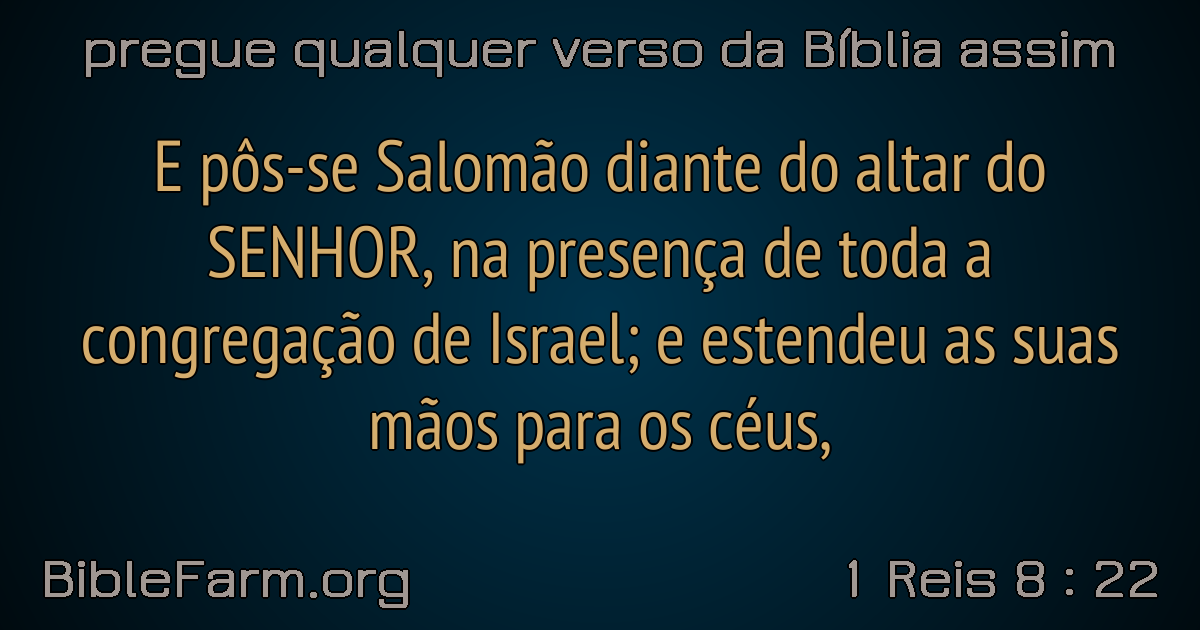 pregue qualquer verso da Bíblia assim
E pôs-se Salomão diante do altar do
SENHOR, na presença de toda a
congregação de Israel; e estendeu as suas
mãos para os céus,
BibleFarm.org
1 Reis 8 : 22